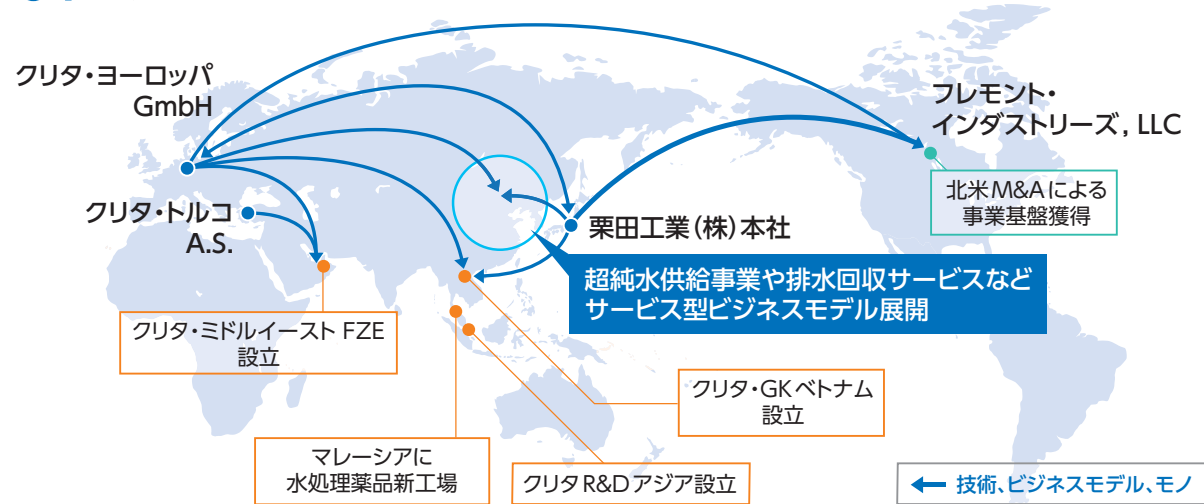 クリタ・ヨーロッパ
GmbH
フレモント・
インダストリーズ, LLC
北米M&Aによる
事業基盤獲得
クリタ・トルコ
A.S.
栗田工業(株)本社
超純水供給事業や排水回収サービスなど
サービス型ビジネスモデル展開
クリタ・ミドルイースト FZE
設立
クリタ・GKベトナム
設立
マレーシアに
水処理薬品新工場
クリタR&Dアジア設立
技術、ビジネスモデル、モノ